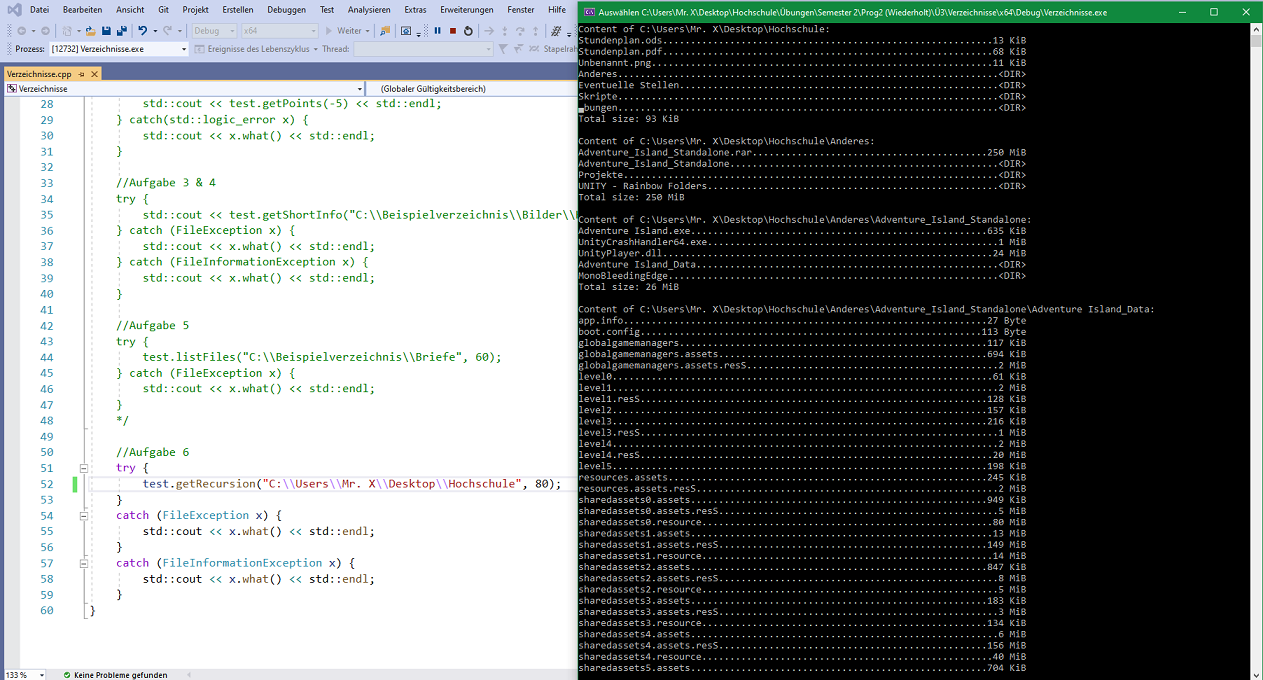 Datei Bearbeiten Ansicht Git Projekt Erstellen Debuggen Test Analysieren Extras Erweiterungen Fenster Hilfe
Debug x64 Weiter
Prozess: [12732] Verzeichnisse.exe Ereignisse des Lebenszyklus Thread: Stapelrah
Verzeichnisse.cpp
Verzeichnisse (Globaler Gültigkeitsbereich)
28 std::cout << test.getPoints(-5) << std::endl;
29 } catch(std::logic_error x) {
30 std::cout << x.what() << std::endl;
31 }
32
33 //Aufgabe 3 & 4
34 try {
35 std::cout << test.getShortInfo("C:\\Beispielverzeichnis\\Bilder\\
36 } catch (FileException x) {
37 std::cout << x.what() << std::endl;
38 } catch (FileInformationException x) {
39 std::cout << x.what() << std::endl;
40 }
41
42 //Aufgabe 5
43 try {
44 test.listFiles("C:\\Beispielverzeichnis\\Briefe", 60);
45 } catch (FileException x) {
46 std::cout << x.what() << std::endl;
47 }
48 */
49
50 //Aufgabe 6
51 try {
52 test.getRecursion("C:\\Users\\Mr. X\\Desktop\\Hochschule", 80);
53 }
54 catch (FileException x) {
55 std::cout << x.what() << std::endl;
56 }
57 catch (FileInformationException x) {
58 std::cout << x.what() << std::endl;
59 }
60 }
133 % Keine Probleme gefunden
Auswählen C:\Users\Mr. X\Desktop\Hochschule\Übungen\Semester 2\Prog2 (Wiederholt)\Ü3\Verzeichnisse\x64\Debug\Verzeichnisse.exe
Content of C:\Users\Mr. X\Desktop\Hochschule:
Stundenplan.ods...............................................................13 KiB
Stundenplan.pdf...............................................................68 KiB
Unbenannt.png.................................................................11 KiB
Anderes.....................................................................<DIR>
Eventuelle Stellen..........................................................<DIR>
Skripte.....................................................................<DIR>
_bungen.....................................................................<DIR>
Total size: 93 KiB
Content of C:\Users\Mr. X\Desktop\Hochschule\Anderes:
Adventure_Island_Standalone.rar..........................................250 MiB
Adventure_Island_Standalone................................................<DIR>
Projekte....................................................................<DIR>
UNITY - Rainbow Folders.....................................................<DIR>
Total size: 250 MiB
Content of C:\Users\Mr. X\Desktop\Hochschule\Anderes\Adventure_Island_Standalone:
Adventure Island.exe.......................................................635 KiB
UnityCrashHandler64.exe......................................................1 MiB
UnityPlayer.dll.............................................................24 MiB
Adventure Island_Data.......................................................<DIR>
MonoBleedingEdge............................................................<DIR>
Total size: 26 MiB
Content of C:\Users\Mr. X\Desktop\Hochschule\Anderes\Adventure_Island_Standalone\Adventure Island_Data:
app.info...................................................................27 Byte
boot.config...............................................................113 Byte
globalgamemanagers.........................................................117 KiB
globalgamemanagers.assets..................................................694 KiB
globalgamemanagers.assets.resS...............................................2 MiB
level0......................................................................61 KiB
level1.......................................................................2 MiB
level1.resS................................................................128 KiB
level2.....................................................................157 KiB
level3.....................................................................216 KiB
level3.resS..................................................................1 MiB
level4.......................................................................2 MiB
level4.resS.................................................................20 MiB
level5.....................................................................198 KiB
resources.assets...........................................................245 KiB
resources.assets.resS........................................................2 MiB
sharedassets0.assets.......................................................949 KiB
sharedassets0.assets.resS....................................................5 MiB
sharedassets0.resource......................................................80 MiB
sharedassets1.assets........................................................13 MiB
sharedassets1.assets.resS..................................................149 MiB
sharedassets1.resource......................................................14 MiB
sharedassets2.assets.......................................................847 KiB
sharedassets2.assets.resS....................................................8 MiB
sharedassets2.resource.......................................................5 MiB
sharedassets3.assets.......................................................183 KiB
sharedassets3.assets.resS....................................................3 MiB
sharedassets3.resource.....................................................134 KiB
sharedassets4.assets.........................................................6 MiB
sharedassets4.assets.resS..................................................156 MiB
sharedassets4.resource......................................................40 MiB
sharedassets5.assets.......................................................704 KiB